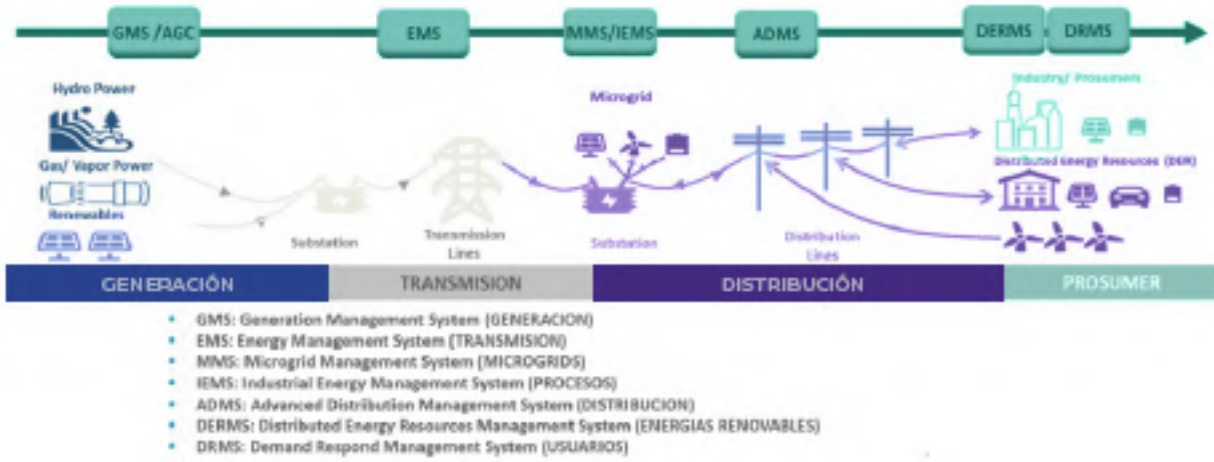 GMS /AGC
EMS
MMS/IEMS
ADMS
DERMS
DRMS
Hydro Power
Gas/ Vapor Power
Renewables
Substation
Transmission
Lines
Microgrid
Substation
Distribution
Lines
Industry/ Prosumers
Distributed Energy Resources (DER)
GENERACIÓN
TRANSMISION
DISTRIBUCIÓN
PROSUMER
GMS: Generation Management System (GENERACION)
EMS: Energy Management System (TRANSMISION)
MMS: Microgrid Management System (MICROGRIDS)
IEMS: Industrial Energy Management System (PROCESOS)
ADMS: Advanced Distribution Management System (DISTRIBUCION)
DERMS: Distributed Energy Resources Management System (ENERGIAS RENOVABLES)
DRMS: Demand Respond Management System (USUARIOS)